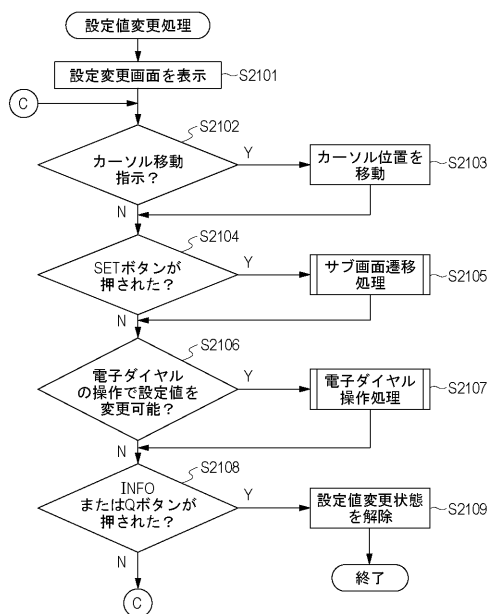 設定値変更処理
設定変更画面を表示
S2101
C
S2102
カーソル移動
指示？
Y
カーソル位置を
移動
S2103
N
S2104
SETボタンが
押された？
Y
サブ画面遷移
処理
S2105
N
S2106
電子ダイヤル
の操作で設定値を
変更可能？
Y
電子ダイヤル
操作処理
S2107
N
S2108
INFO
またはQボタンが
押された？
Y
設定値変更状態
を解除
S2109
N
終了
C